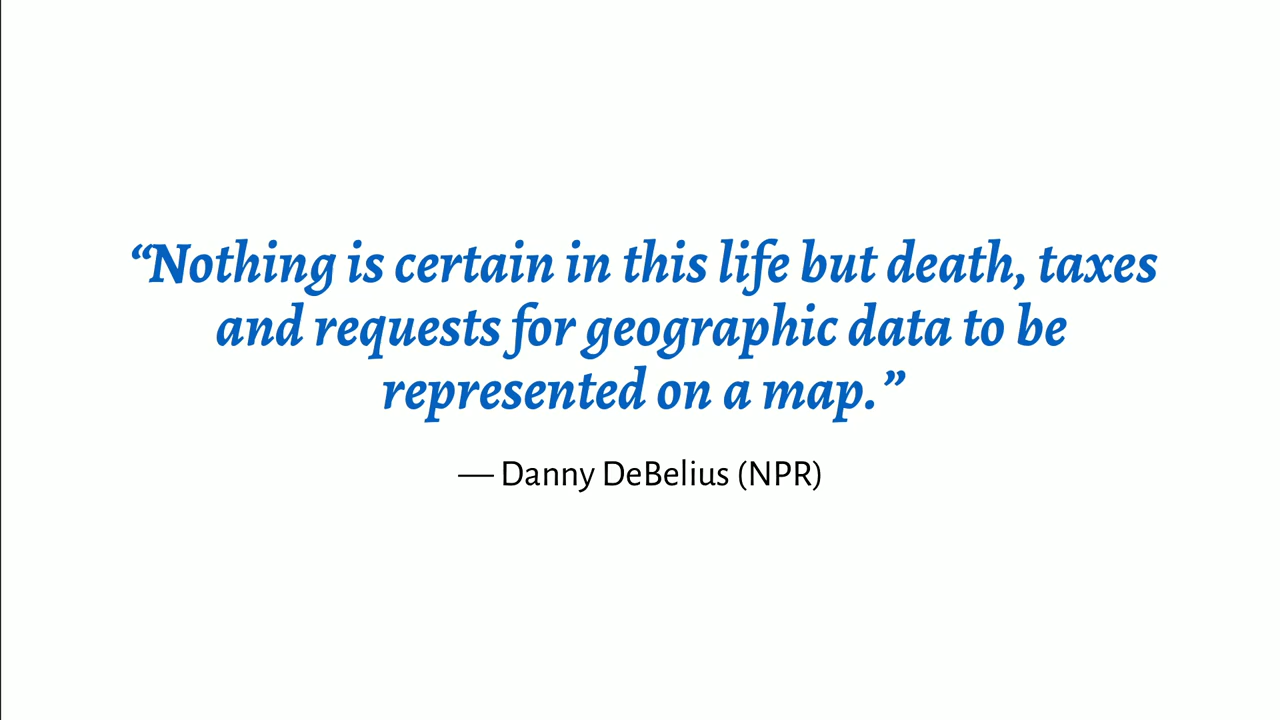 “Nothing is certain in this life but death, taxes
and requests for geographic data to be
represented on a map.”
— Danny DeBelius (NPR)